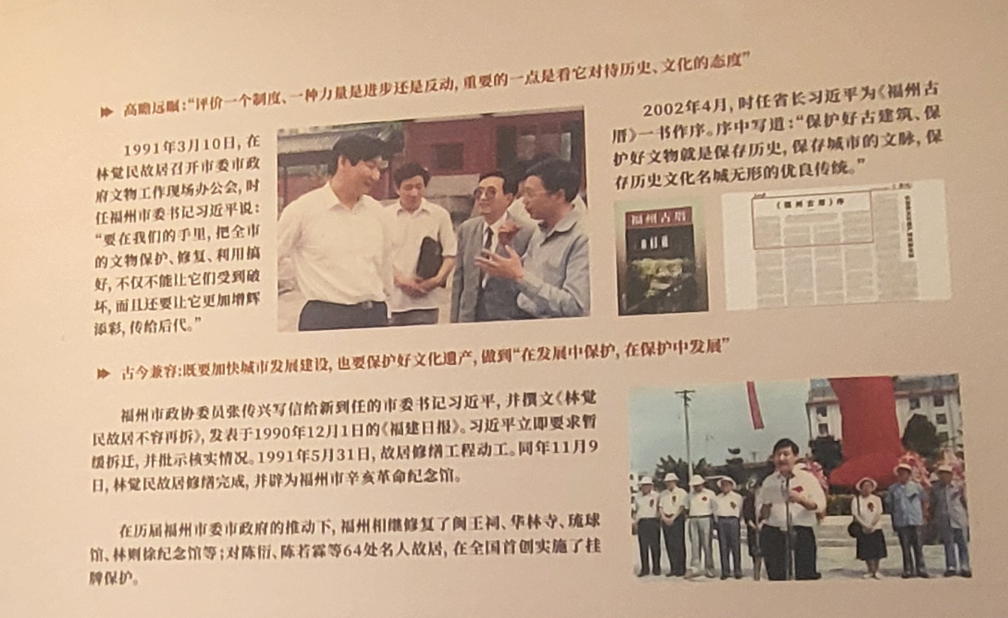 高瞻远瞩:“评价一个制度、一种力量是进步还是反动, 重要的一点是看它对待历史、文化的态度”
1991年3月10日, 在
林觉民故居召开市委市政
府文物工作现场办公会, 时
任福州市委书记习近平说:
“要在我们的手里, 把全市
的文物保护、修复、利用搞
好, 不仅不能让它们受到破
坏, 而且还要让它更加增辉
添彩, 传给后代。”
2002年4月, 时任省长习近平为《福州古
厝》一书作序。序中写道:“保护好古建筑、保
护好文物就是保存历史, 保存城市的文脉, 保
存历史文化名城无形的优良传统。”
福州古厝
《福州古厝》序
古今兼容:既要加快城市发展建设, 也要保护好文化遗产, 做到“在发展中保护, 在保护中发展”
福州市政协委员张传兴写信给新到任的市委书记习近平, 并撰文《林觉
民故居不容再拆》, 发表于1990年12月1日的《福建日报》。习近平立即要求暂
缓拆迁, 并批示核实情况。1991年5月31日, 故居修缮工程动工。同年11月9
日, 林觉民故居修缮完成, 并辟为福州市辛亥革命纪念馆。
在历届福州市委市政府的推动下, 福州相继修复了闽王祠、华林寺、琉球
馆、林则徐纪念馆等; 对陈衍、陈若霖等64处名人故居, 在全国首创实施了挂
牌保护。